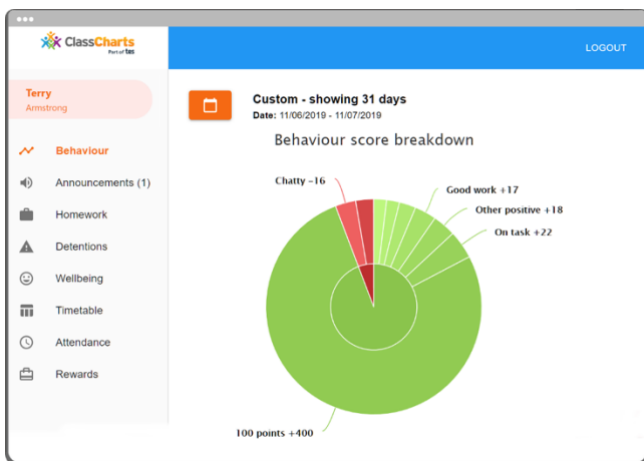 ClassCharts
Part of tes
LOGOUT
Terry
Armstrong
Behaviour
Announcements (1)
Homework
Detentions
Wellbeing
Timetable
Attendance
Rewards
Custom - showing 31 days
Date: 11/06/2019 - 11/07/2019
Behaviour score breakdown
Chatty -16
Good work +17
Other positive +18
On task +22
100 points +400